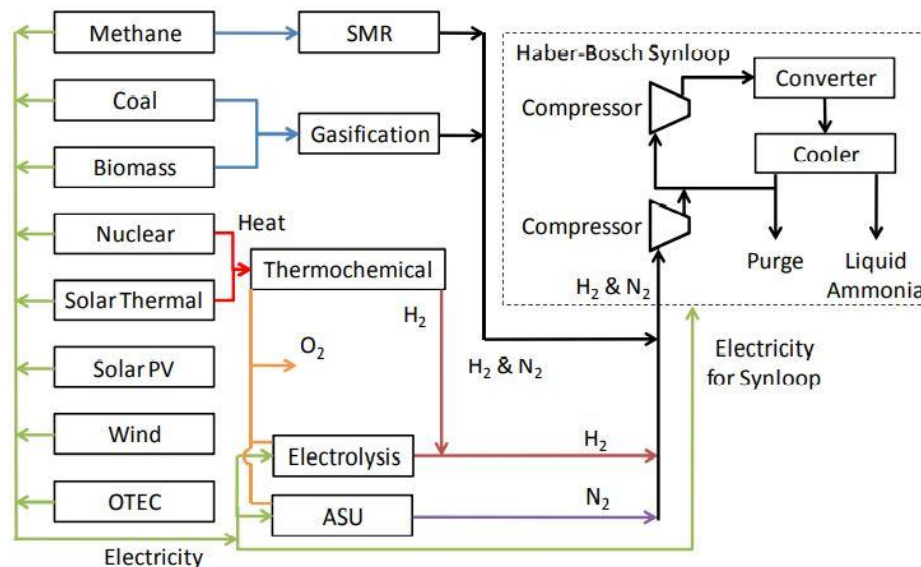 Methane
SMR
Haber-Bosch Synloop
Converter
Coal
Compressor
Gasification
Cooler
Biomass
Nuclear
Heat
Compressor
Thermochemical
Purge
Liquid
Ammonia
Solar Thermal
H2 & N2
H2
O2
H2 & N2
Electricity
for Synloop
Solar PV
Wind
Electrolysis
H2
OTEC
ASU
N2
Electricity